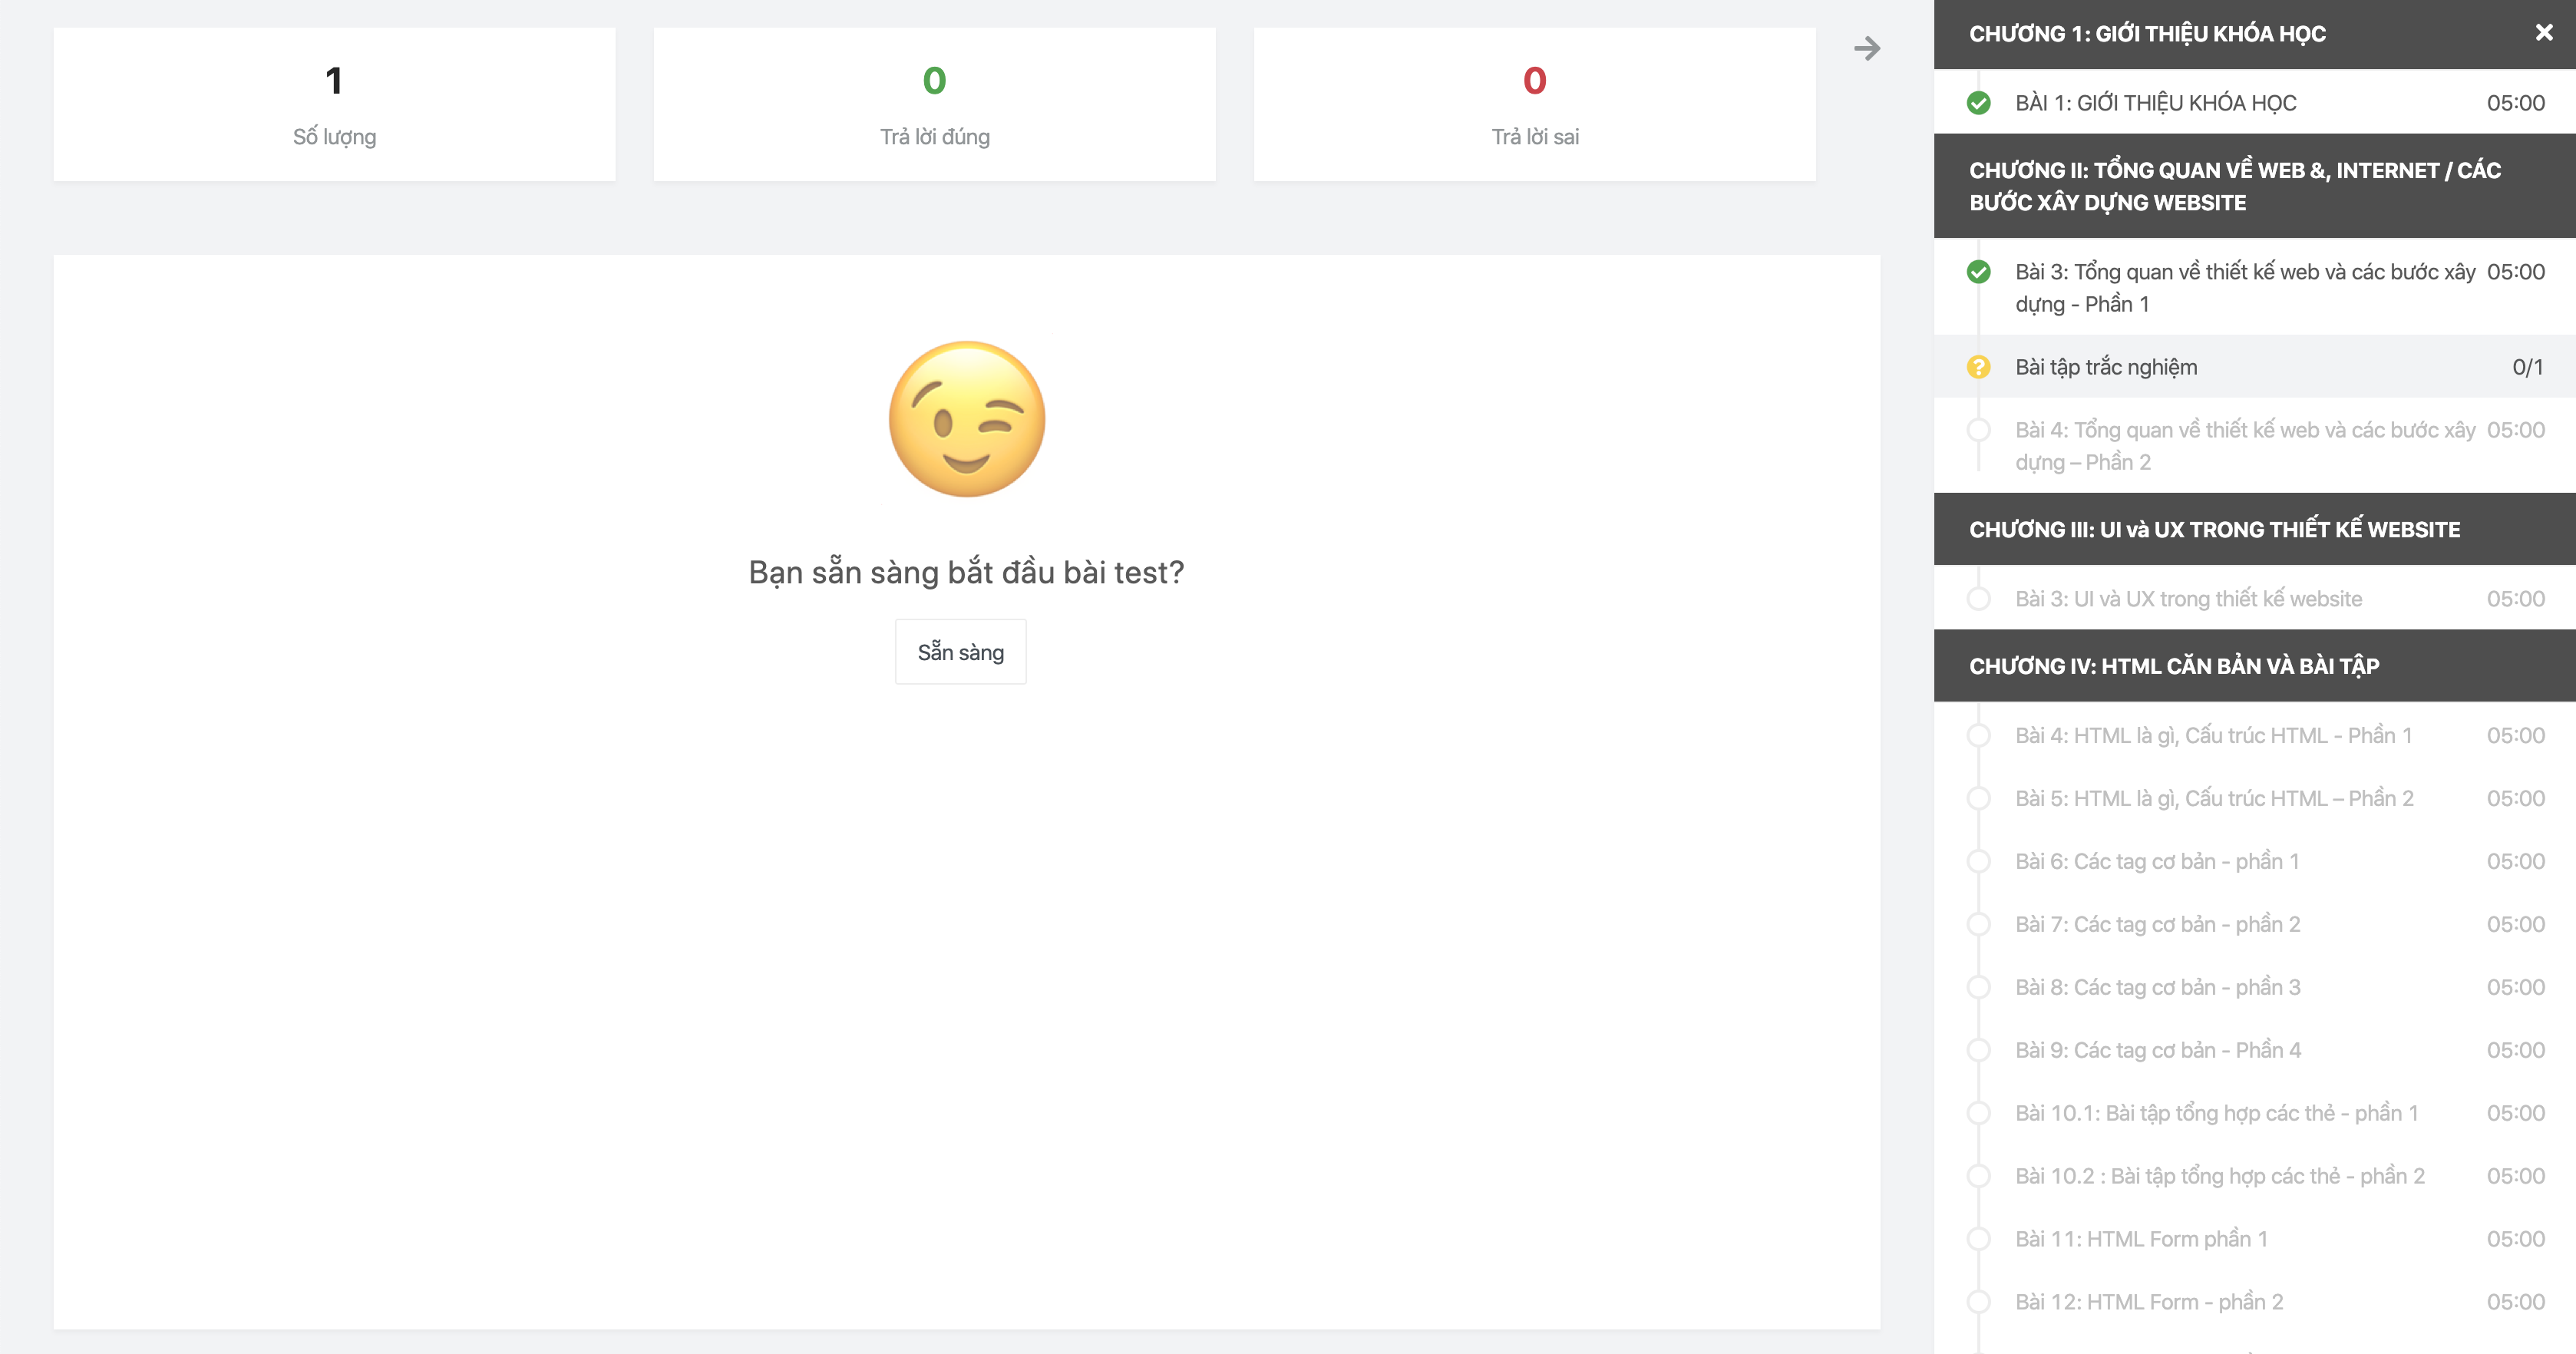 1
Số lượng
0
Trả lời đúng
0
Trả lời sai
Bạn sẵn sàng bắt đầu bài test?
Sẵn sàng
CHƯƠNG 1: GIỚI THIỆU KHÓA HỌC
BÀI 1: GIỚI THIỆU KHÓA HỌC 05:00
CHƯƠNG II: TỔNG QUAN VỀ WEB &, INTERNET / CÁC
BƯỚC XÂY DỰNG WEBSITE
Bài 3: Tổng quan về thiết kế web và các bước xây 05:00
dựng - Phần 1
Bài tập trắc nghiệm 0/1
Bài 4: Tổng quan về thiết kế web và các bước xây 05:00
dựng – Phần 2
CHƯƠNG III: UI và UX TRONG THIẾT KẾ WEBSITE
Bài 3: UI và UX trong thiết kế website 05:00
CHƯƠNG IV: HTML CĂN BẢN VÀ BÀI TẬP
Bài 4: HTML là gì, Cấu trúc HTML - Phần 1 05:00
Bài 5: HTML là gì, Cấu trúc HTML – Phần 2 05:00
Bài 6: Các tag cơ bản - phần 1 05:00
Bài 7: Các tag cơ bản - phần 2 05:00
Bài 8: Các tag cơ bản - phần 3 05:00
Bài 9: Các tag cơ bản - Phần 4 05:00
Bài 10.1: Bài tập tổng hợp các thẻ - phần 1 05:00
Bài 10.2 : Bài tập tổng hợp các thẻ - phần 2 05:00
Bài 11: HTML Form phần 1 05:00
Bài 12: HTML Form - phần 2 05:00